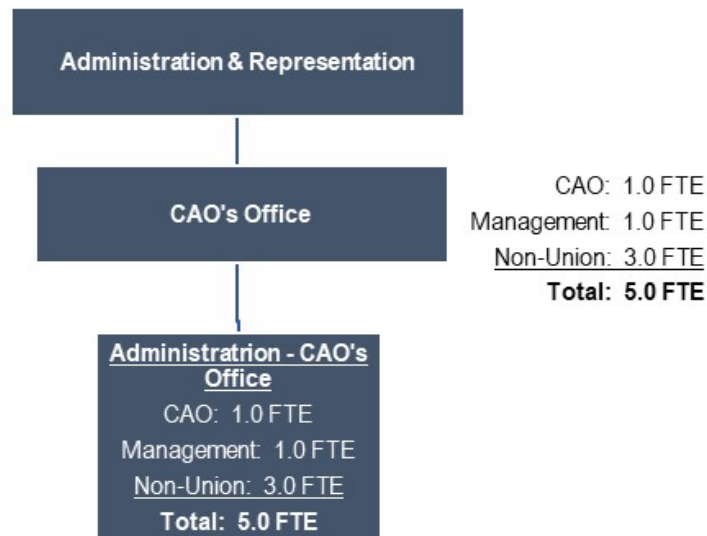 Administration & Representation
CAO's Office
CAO: 1.0 FTE
Management: 1.0 FTE
Non-Union: 3.0 FTE
Total: 5.0 FTE
Administratrion - CAO's
Office
CAO: 1.0 FTE
Management: 1.0 FTE
Non-Union: 3.0 FTE
Total: 5.0 FTE